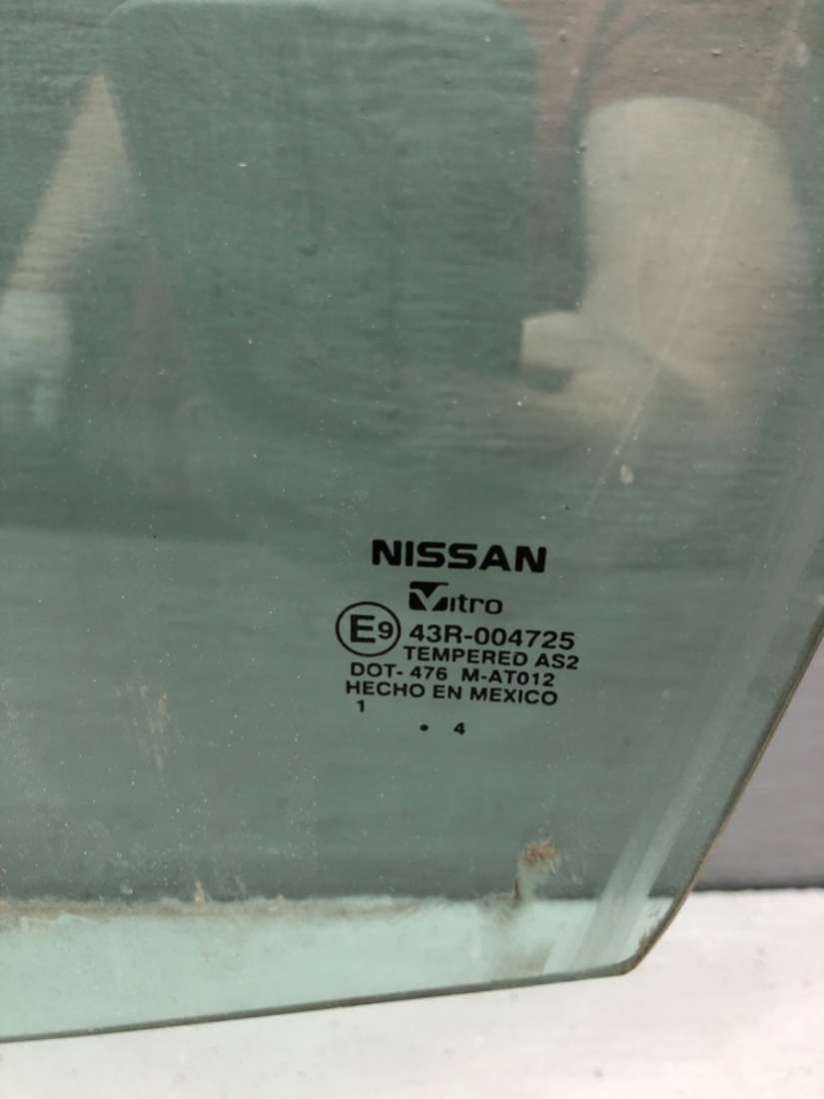 NISSAN
Vitro
E9 43R-004725
TEMPERED AS2
DOT- 476 M-AT012
HECHO EN MEXICO
1
• 4